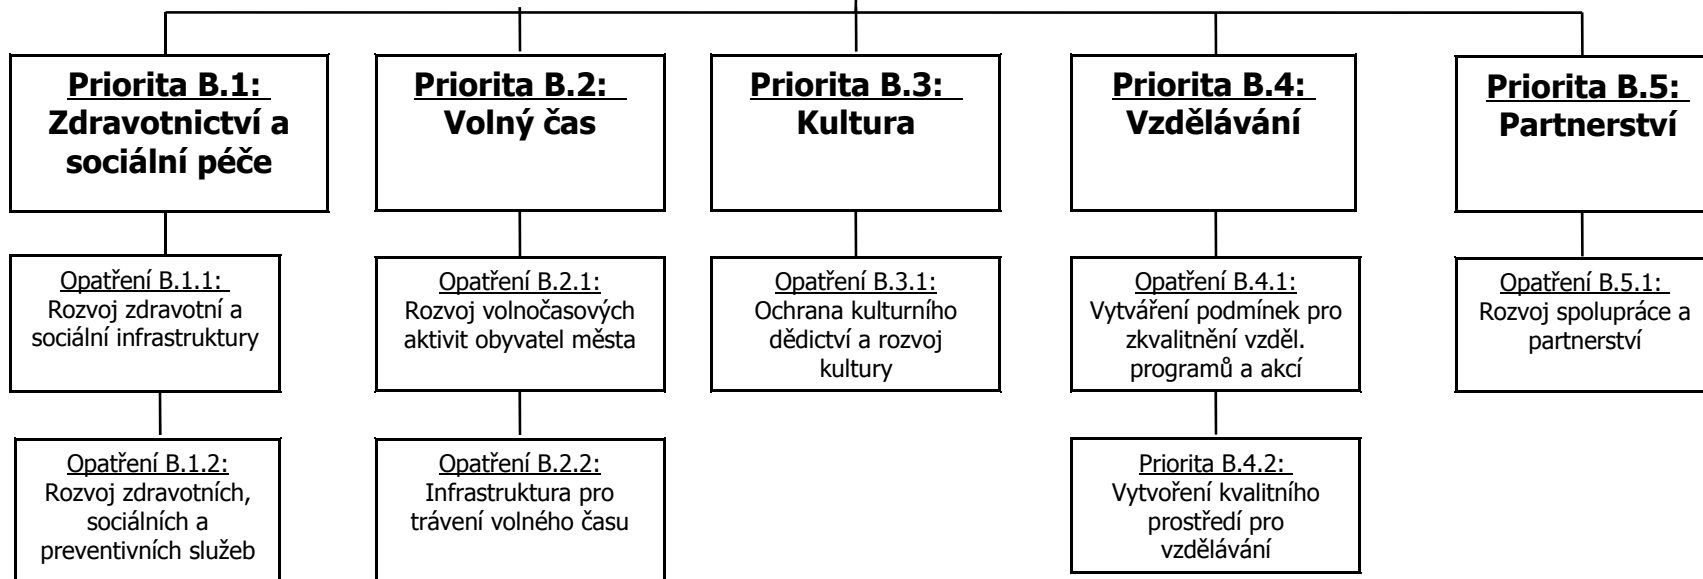 Priorita B.1:
Zdravotnictví a
sociální péče
Priorita B.2:
Volný čas
Priorita B.3:
Kultura
Priorita B.4:
Vzdělávání
Priorita B.5:
Partnerství
Opatření B.1.1:
Rozvoj zdravotní a
sociální infrastruktury
Opatření B.2.1:
Rozvoj volnočasových
aktivit obyvatel města
Opatření B.3.1:
Ochrana kulturního
dědictví a rozvoj
kultury
Opatření B.4.1:
Vytváření podmínek pro
zkvalitnění vzděl.
programů a akcí
Opatření B.5.1:
Rozvoj spolupráce a
partnerství
Opatření B.1.2:
Rozvoj zdravotních,
sociálních a
preventivních služeb
Opatření B.2.2:
Infrastruktura pro
trávení volného času
Priorita B.4.2:
Vytvoření kvalitního
prostředí pro
vzdělávání